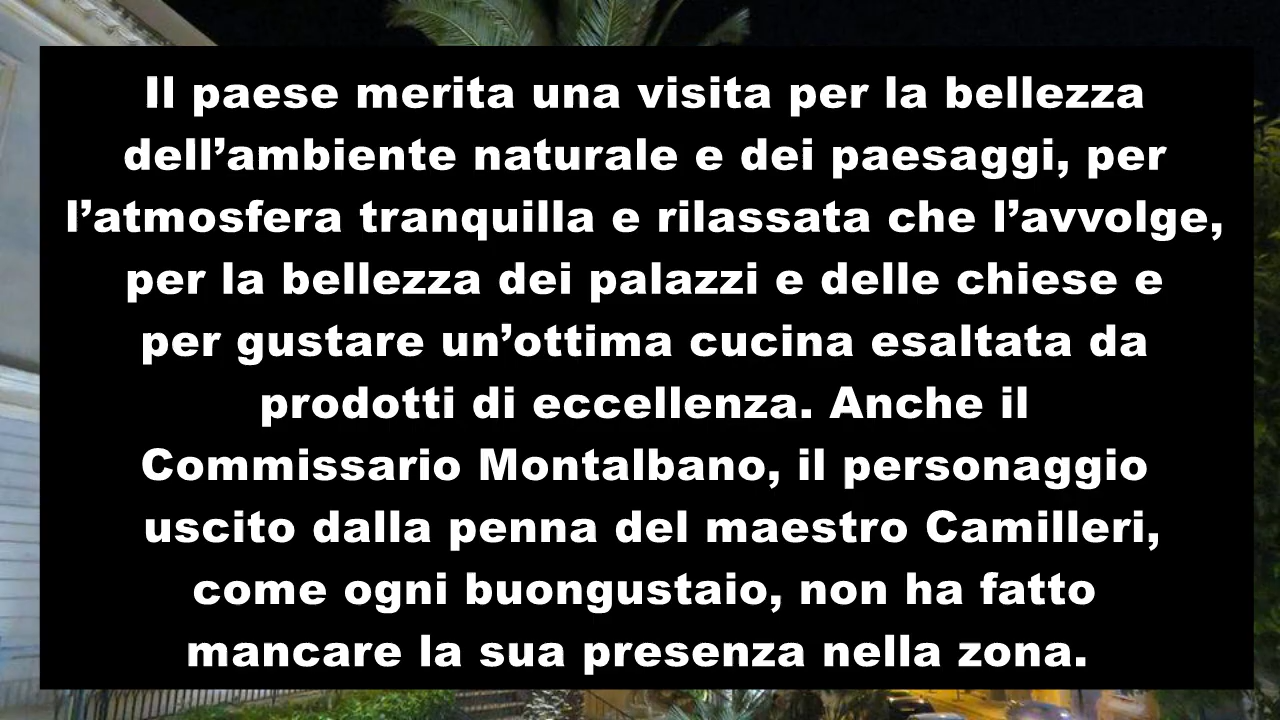 Il paese merita una visita per la bellezza
dell’ambiente naturale e dei paesaggi, per
l’atmosfera tranquilla e rilassata che l’avvolge,
per la bellezza dei palazzi e delle chiese e
per gustare un’ottima cucina esaltata da
prodotti di eccellenza. Anche il
Commissario Montalbano, il personaggio
uscito dalla penna del maestro Camilleri,
come ogni buongustaio, non ha fatto
mancare la sua presenza nella zona.